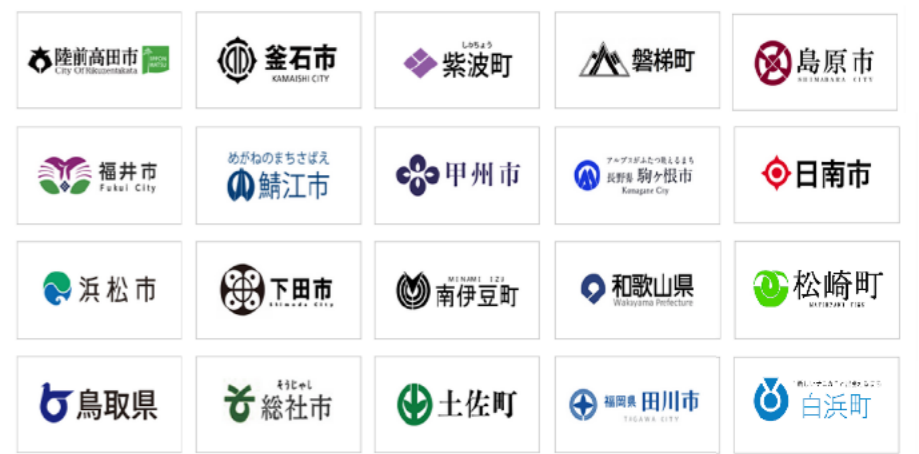 陸前高田市
City Of Rikuzentakata
釜石市
KAMAISHI CITY
しわちょう
紫波町
磐梯町
島原市
SHIMABARA CITY
福井市
Fukui City
めがねのまちさばえ
鯖江市
甲州市
アルプスがふたつ映えるまち
長野県 駒ヶ根市
Komagane City
日南市
浜松市
下田市
Shimoda City
MINAMI IZU
南伊豆町
和歌山県
Wakayama Prefecture
松崎町
鳥取県
そうじゃし
総社市
土佐町
福岡県 田川市
TAGAWA CITY
白浜町